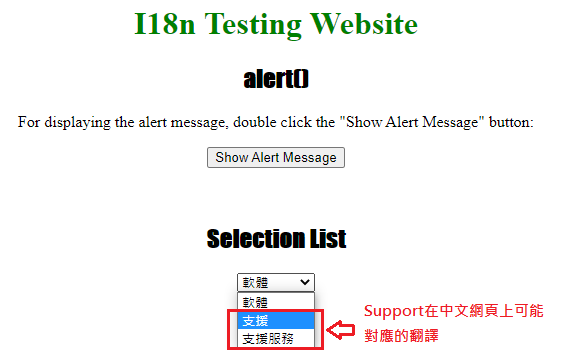 I18n Testing Website
alert()
For displaying the alert message, double click the "Show Alert Message" button:
Show Alert Message
Selection List
軟體
軟體
支援
支援服務
Support在中文網頁上可能
對應的翻譯